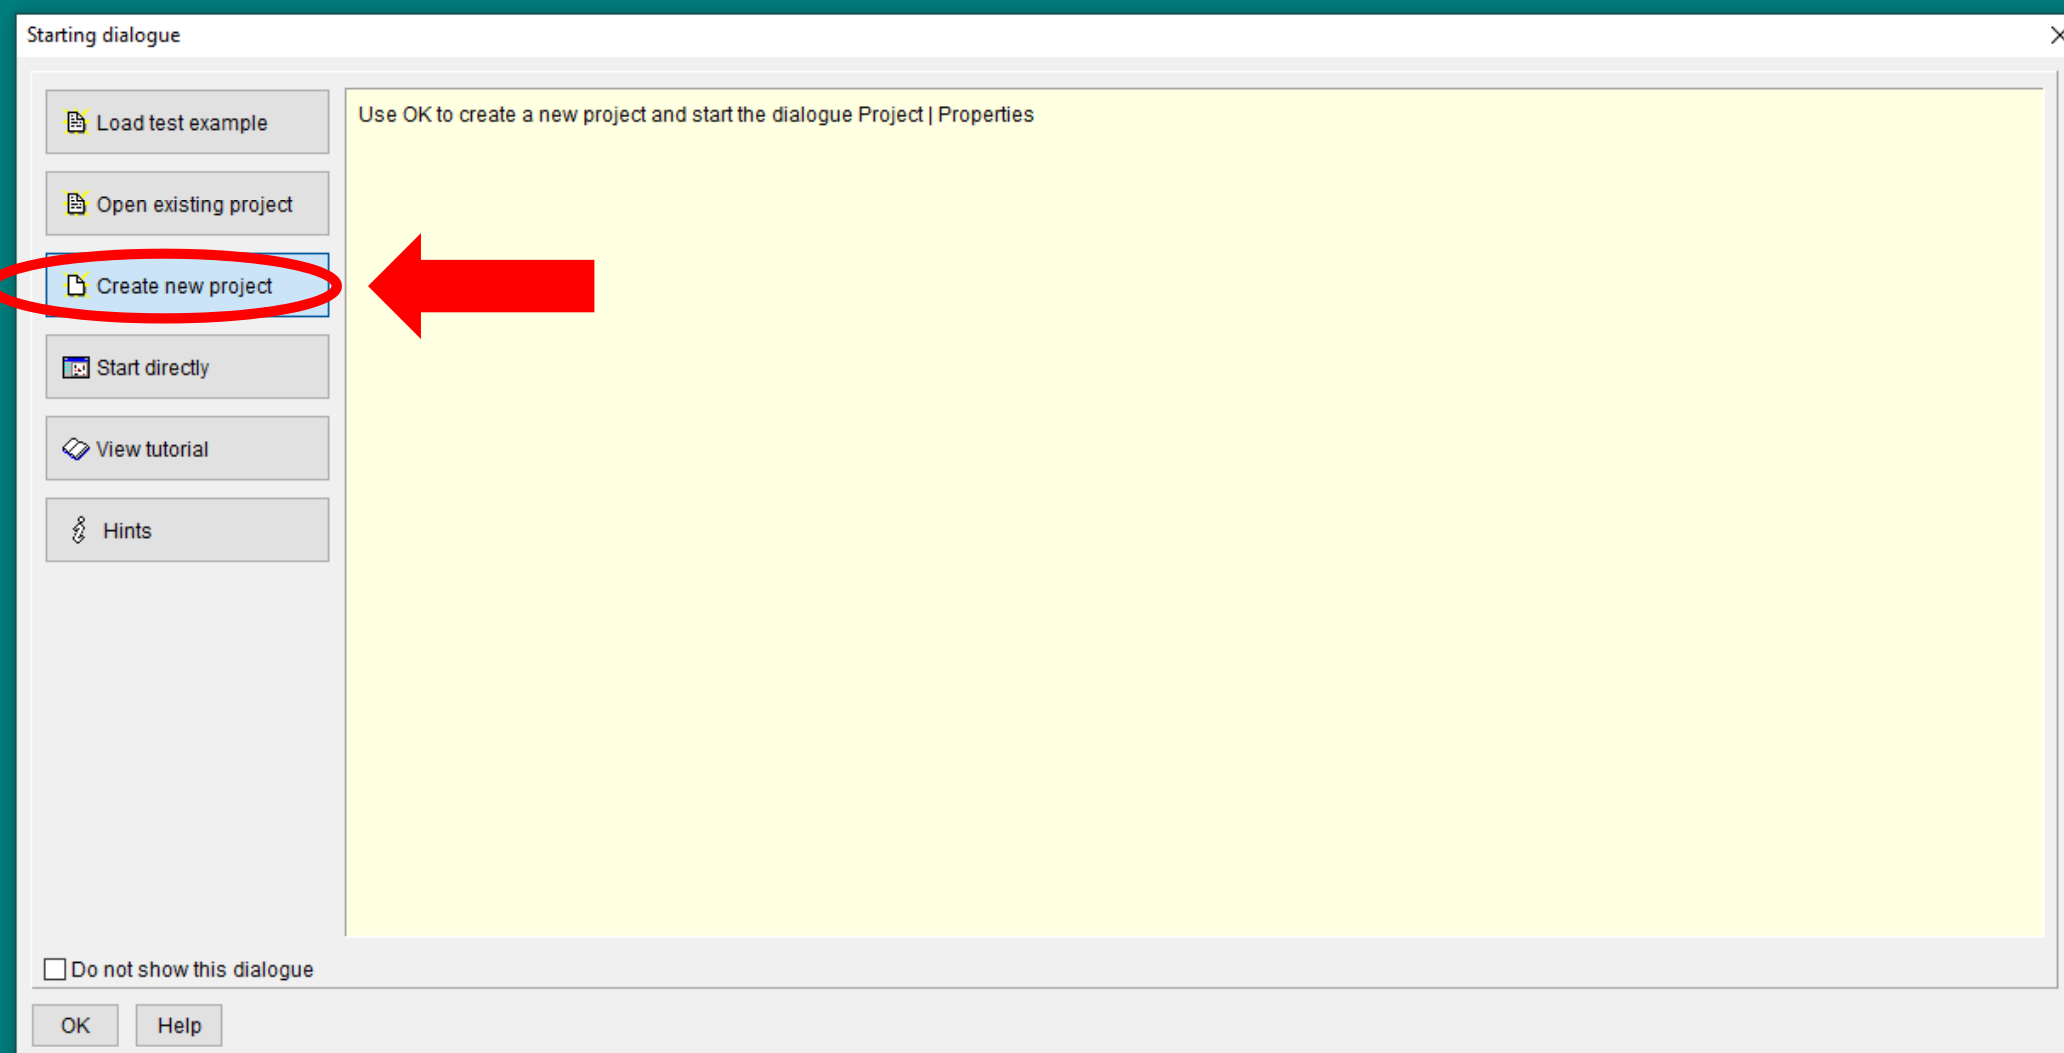 Starting dialogue
Load test example
Open existing project
Create new project
Start directly
View tutorial
Hints
Use OK to create a new project and start the dialogue Project | Properties
Do not show this dialogue
OK
Help